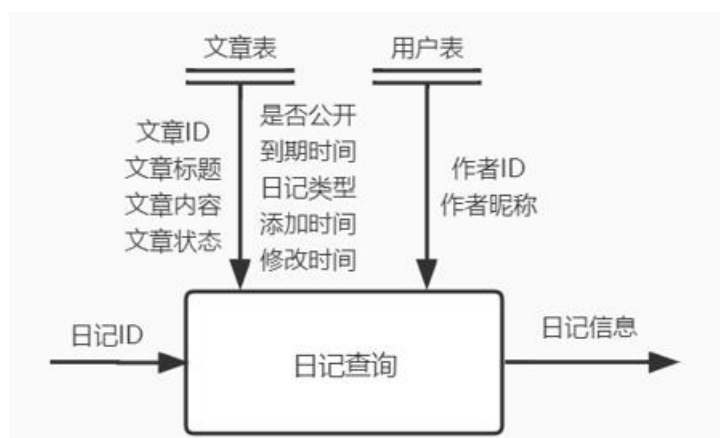 文章表
用户表
文章ID
文章标题
文章内容
文章状态
是否公开
到期时间
日记类型
添加时间
修改时间
作者ID
作者昵称
日记ID
日记查询
日记信息